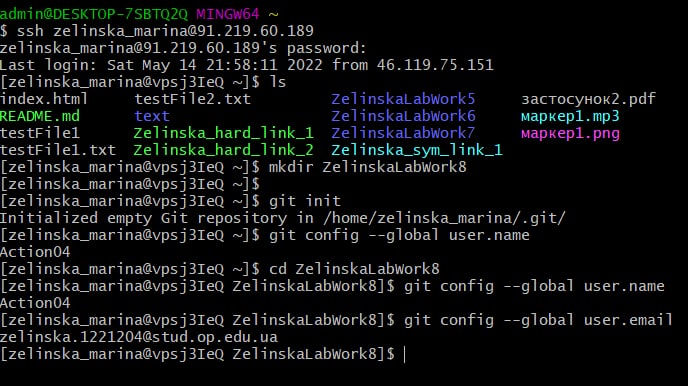 admin@DESKTOP-7SBTQ2Q MINGW64 ~
$ ssh zelinska_marina@91.219.60.189
zelinska_marina@91.219.60.189's password:
Last login: Sat May 14 21:58:11 2022 from 46.119.75.151
[zelinska_marina@vpsj3IeQ ~]$ ls
index.html testFile2.txt ZelinskaLabWork5 застосунок2.pdf
README.md text ZelinskaLabWork6 маркер1.mp3
testFile1 Zelinska_hard_link_1 ZelinskaLabWork7 маркер1.png
testFile1.txt Zelinska_hard_link_2 Zelinska_sym_link_1
[zelinska_marina@vpsj3IeQ ~]$ mkdir ZelinskaLabWork8
[zelinska_marina@vpsj3IeQ ~]$
[zelinska_marina@vpsj3IeQ ~]$ git init
Initialized empty Git repository in /home/zelinska_marina/.git/
[zelinska_marina@vpsj3IeQ ~]$ git config --global user.name
Action04
[zelinska_marina@vpsj3IeQ ~]$ cd ZelinskaLabWork8
[zelinska_marina@vpsj3IeQ ZelinskaLabWork8]$ git config --global user.name
Action04
[zelinska_marina@vpsj3IeQ ZelinskaLabWork8]$ git config --global user.email
zelinska.1221204@stud.op.edu.ua
[zelinska_marina@vpsj3IeQ ZelinskaLabWork8]$